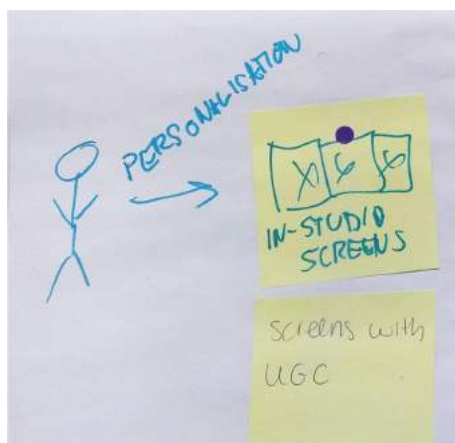 PERSONALISATION
IN-STUDIO
SCREENS
Screens with
UGC